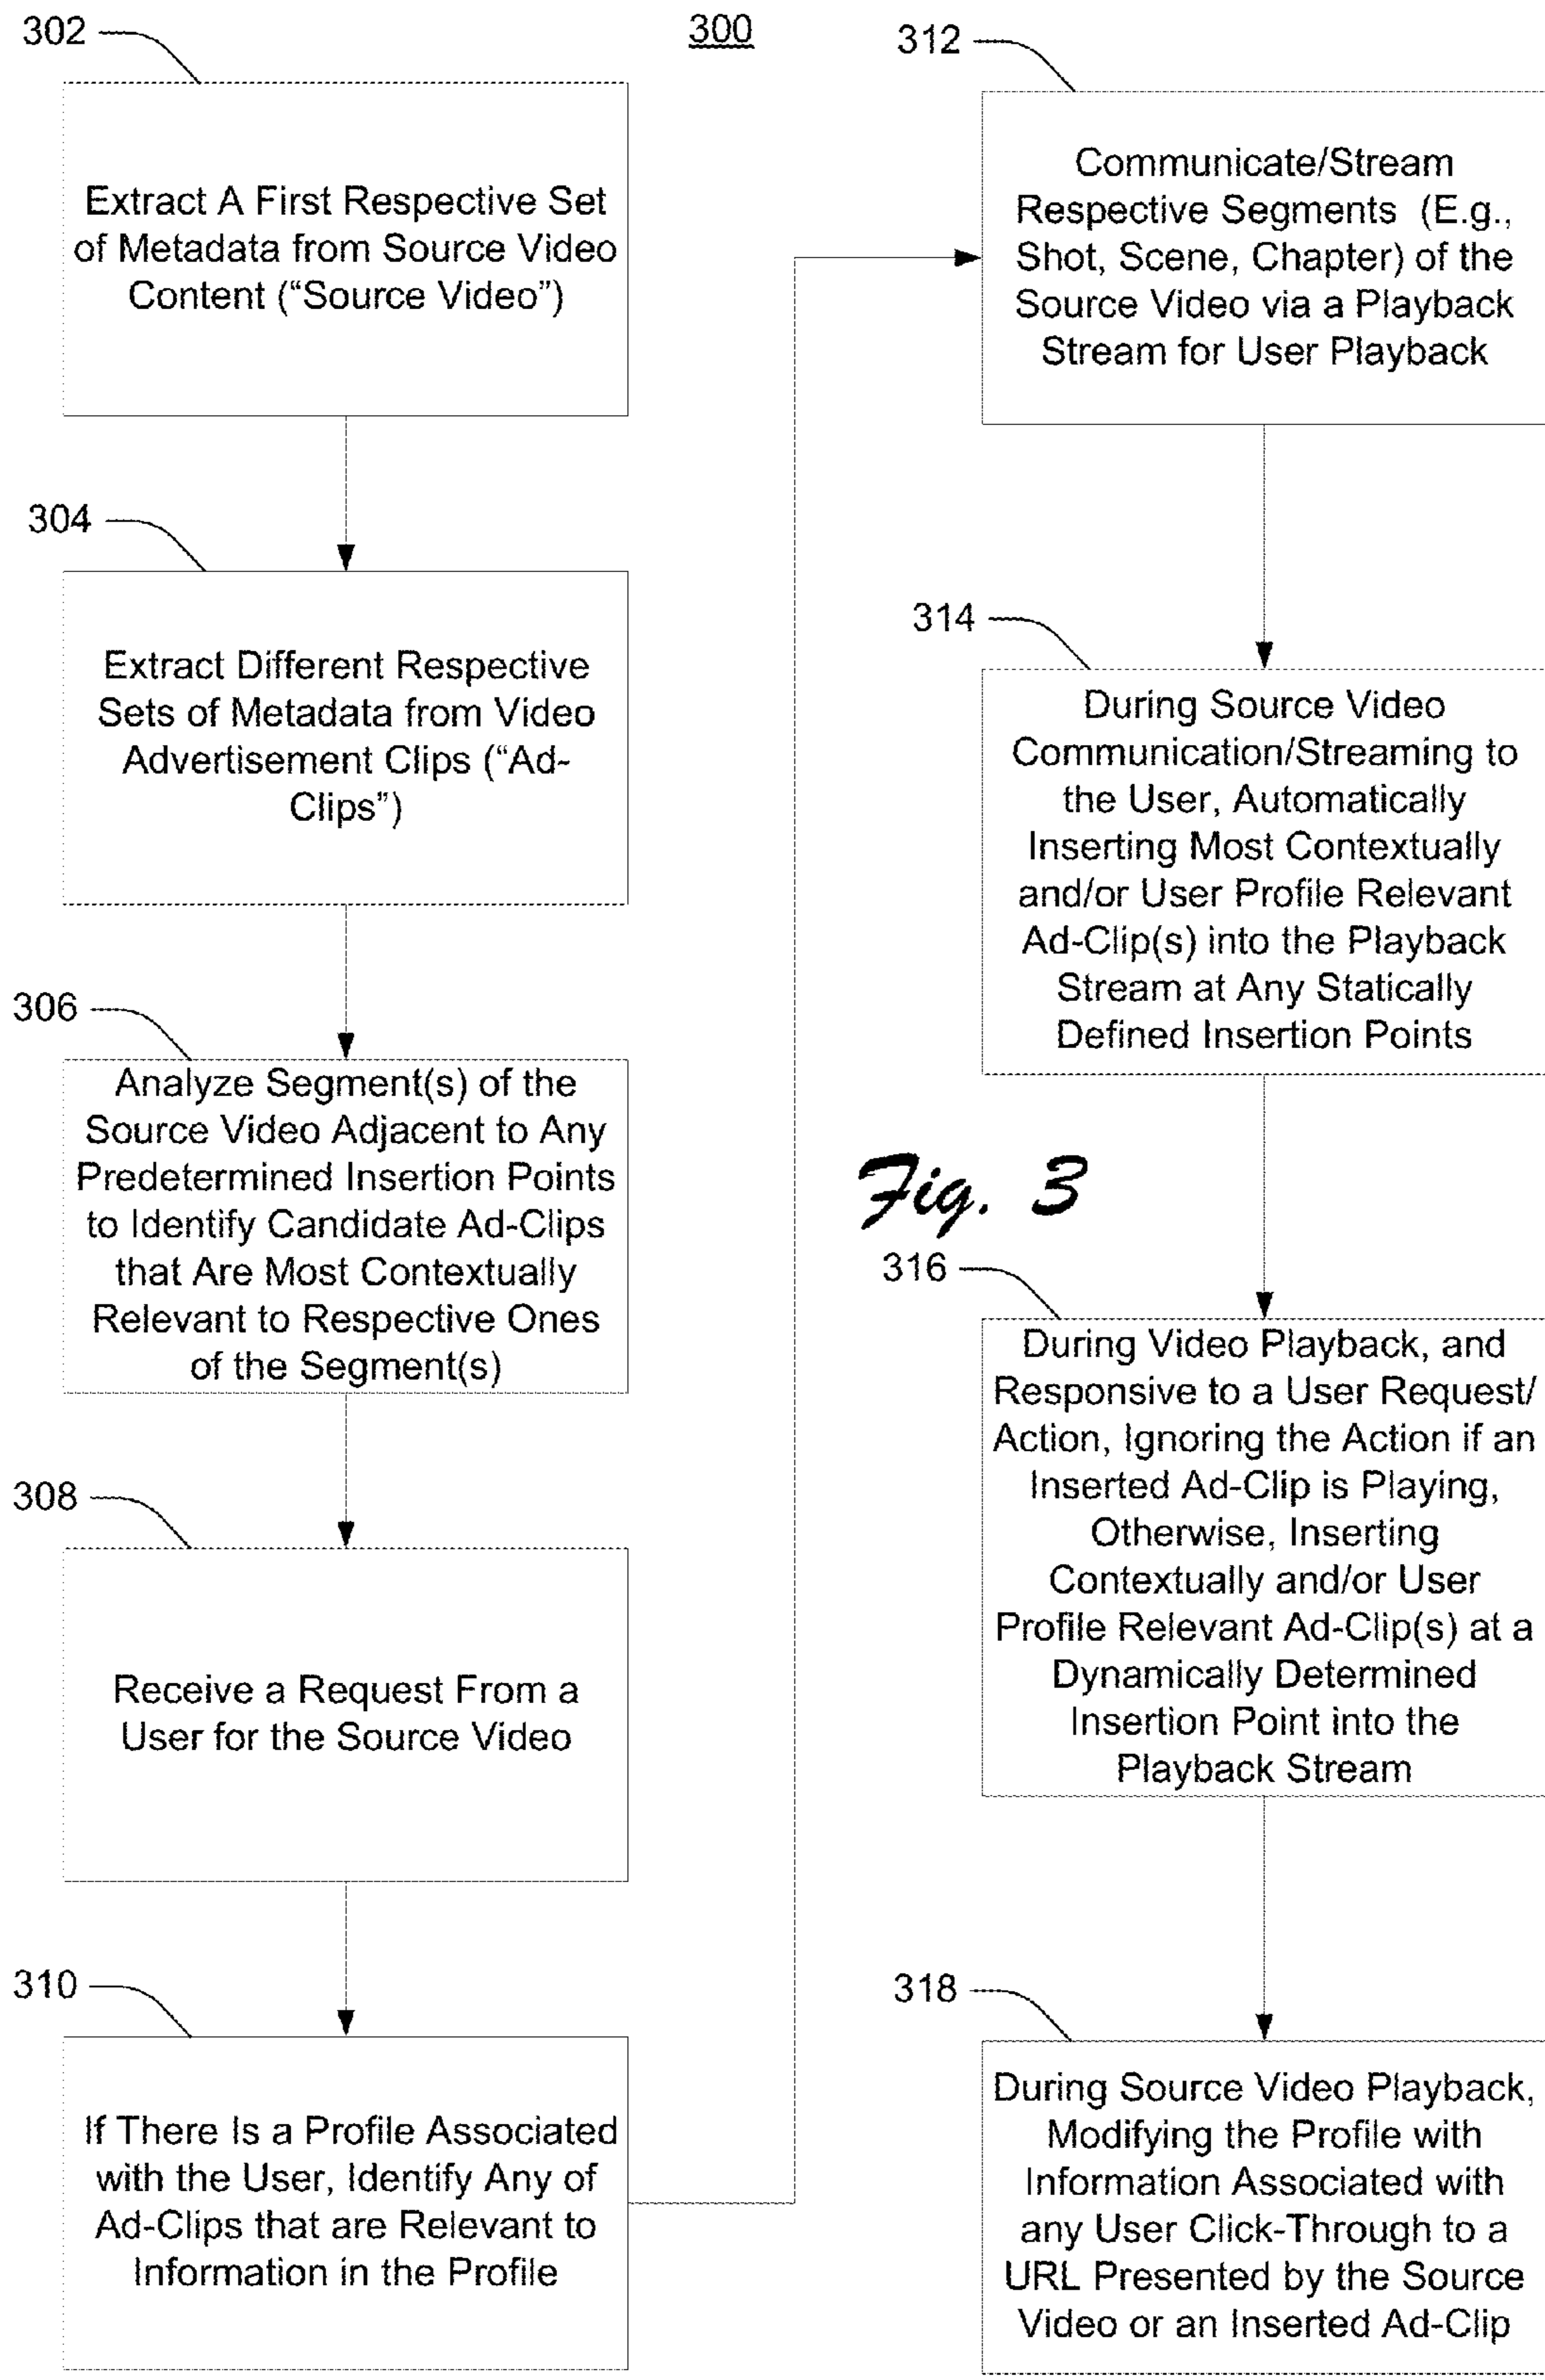 300
302
Extract A First Respective Set
of Metadata from Source Video
Content (“Source Video”)
304
Extract Different Respective
Sets of Metadata from Video
Advertisement Clips (“Ad-
Clips”)
306
Analyze Segment(s) of the
Source Video Adjacent to Any
Predetermined Insertion Points
to Identify Candidate Ad-Clips
that Are Most Contextually
Relevant to Respective Ones
of the Segment(s)
308
Receive a Request From a
User for the Source Video
310
If There Is a Profile Associated
with the User, Identify Any of
Ad-Clips that are Relevant to
Information in the Profile
312
Communicate/Stream
Respective Segments (E.g.,
Shot, Scene, Chapter) of the
Source Video via a Playback
Stream for User Playback
314
During Source Video
Communication/Streaming to
the User, Automatically
Inserting Most Contextually
and/or User Profile Relevant
Ad-Clip(s) into the Playback
Stream at Any Statically
Defined Insertion Points
Fig. 3
316
During Video Playback, and
Responsive to a User Request/
Action, Ignoring the Action if an
Inserted Ad-Clip is Playing,
Otherwise, Inserting
Contextually and/or User
Profile Relevant Ad-Clip(s) at a
Dynamically Determined
Insertion Point into the
Playback Stream
318
During Source Video Playback,
Modifying the Profile with
Information Associated with
any User Click-Through to a
URL Presented by the Source
Video or an Inserted Ad-Clip